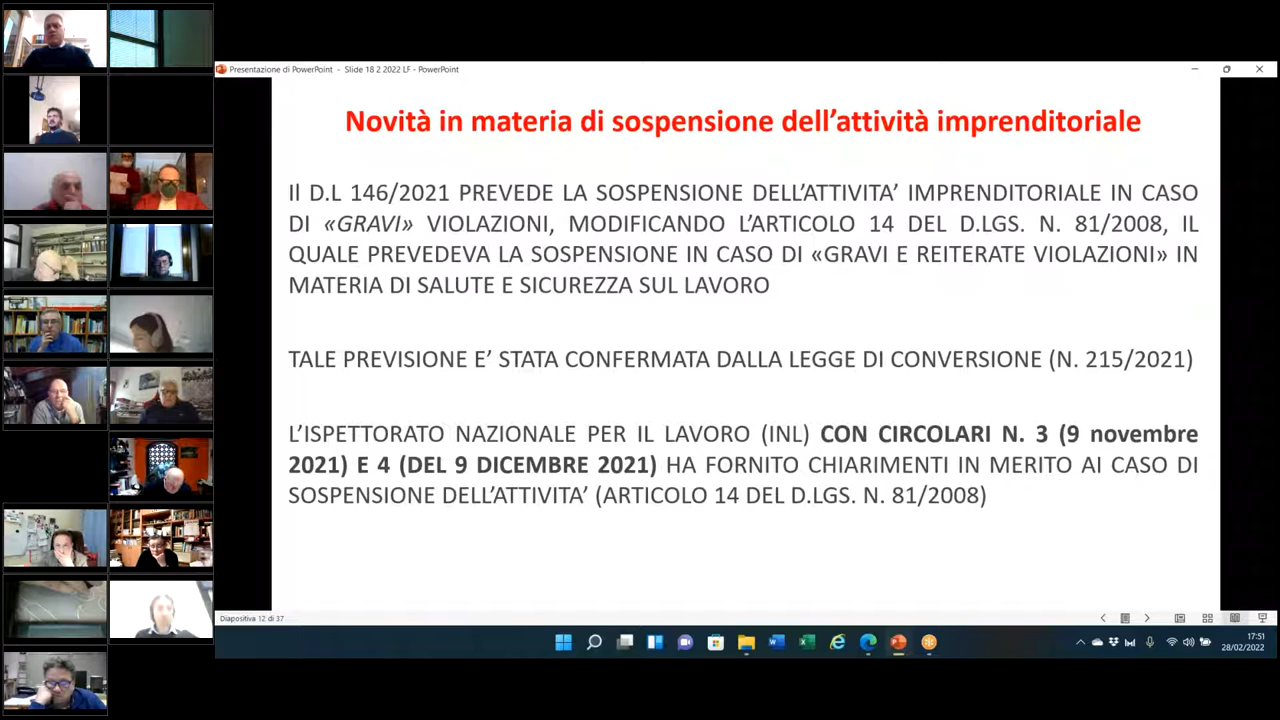 Presentazione di PowerPoint - Slide 18 2 2022 LF - PowerPoint
Novità in materia di sospensione dell’attività imprenditoriale
Il D.L 146/2021 PREVEDE LA SOSPENSIONE DELL’ATTIVITA’ IMPRENDITORIALE IN CASO
DI «GRAVI» VIOLAZIONI, MODIFICANDO L’ARTICOLO 14 DEL D.LGS. N. 81/2008, IL
QUALE PREVEDEVA LA SOSPENSIONE IN CASO DI «GRAVI E REITERATE VIOLAZIONI» IN
MATERIA DI SALUTE E SICUREZZA SUL LAVORO
TALE PREVISIONE E’ STATA CONFERMATA DALLA LEGGE DI CONVERSIONE (N. 215/2021)
L’ISPETTORATO NAZIONALE PER IL LAVORO (INL) CON CIRCOLARI N. 3 (9 novembre
2021) E 4 (DEL 9 DICEMBRE 2021) HA FORNITO CHIARIMENTI IN MERITO AI CASO DI
SOSPENSIONE DELL’ATTIVITA’ (ARTICOLO 14 DEL D.LGS. N. 81/2008)
Diapositiva 12 di 37
17:51
28/02/2022